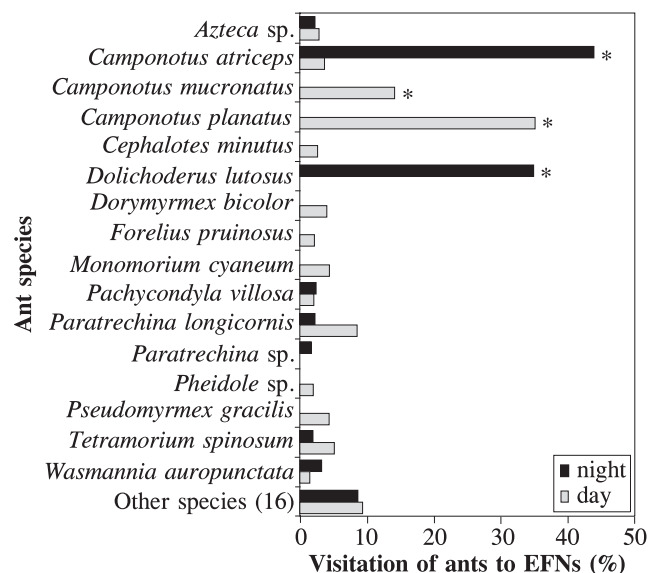 Azteca sp.
Camponotus atriceps
*
Camponotus mucronatus
*
Camponotus planatus
*
Cephalotes minutus
Dolichoderus lutosus
*
Dorymyrmex bicolor
Forelius pruinosus
Monomorium cyaneum
Pachycondyla villosa
Paratrechina longicornis
Paratrechina sp.
Pheidole sp.
Pseudomyrmex gracilis
Tetramorium spinosum
Wasmannia auropunctata
Other species (16)
Ant species
night
day
0 10 20 30 40 50
Visitation of ants to EFNs (%)